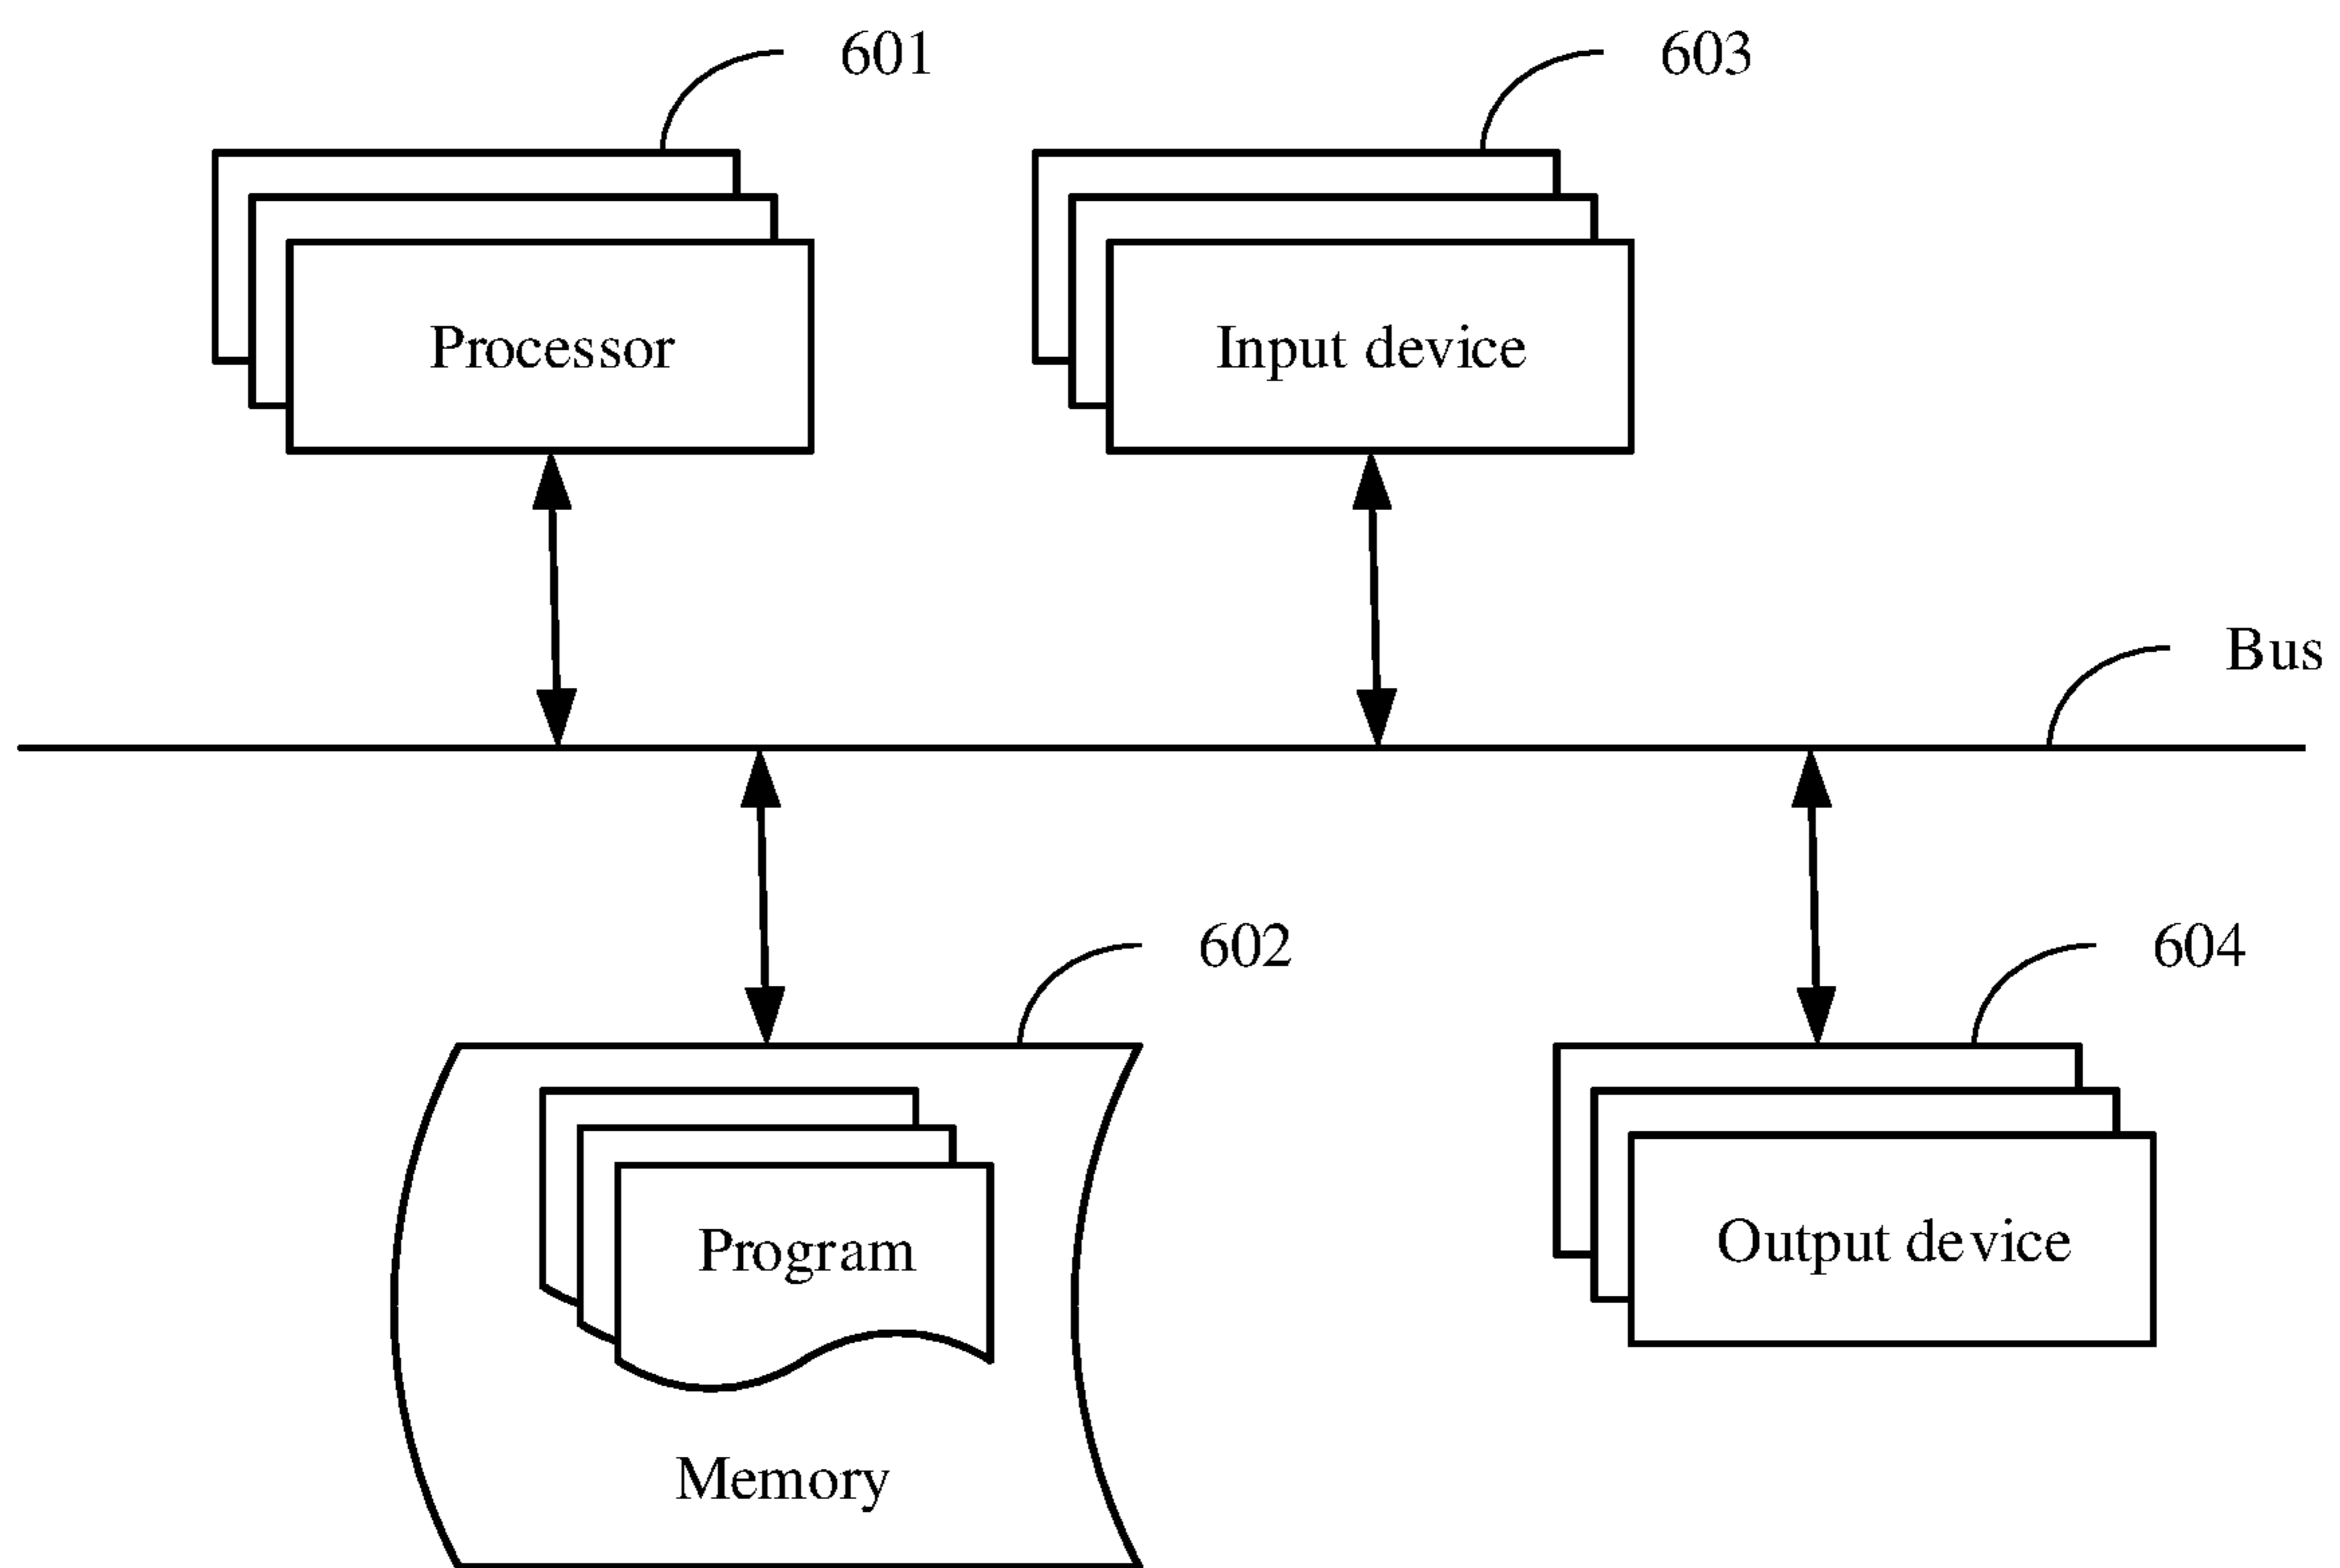 601
603
Processor
Input device
Bus
602
604
Program
Output device
Memory